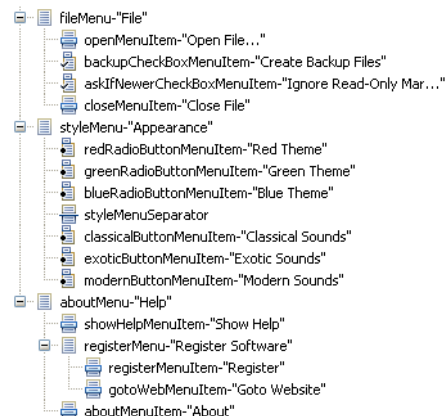 fileMenu-"File"
openMenuItem-"Open File..."
backupCheckBoxMenuItem-"Create Backup Files"
askIfNewerCheckBoxMenuItem-"Ignore Read-Only Mar..."
closeMenuItem-"Close File"
styleMenu-"Appearance"
redRadioButtonMenuItem-"Red Theme"
greenRadioButtonMenuItem-"Green Theme"
blueRadioButtonMenuItem-"Blue Theme"
styleMenuSeparator
classicalButtonMenuItem-"Classical Sounds"
exoticButtonMenuItem-"Exotic Sounds"
modernButtonMenuItem-"Modern Sounds"
aboutMenu-"Help"
showHelpMenuItem-"Show Help"
registerMenu-"Register Software"
registerMenuItem-"Register"
gotoWebMenuItem-"Goto Website"
aboutMenuItem-"About"